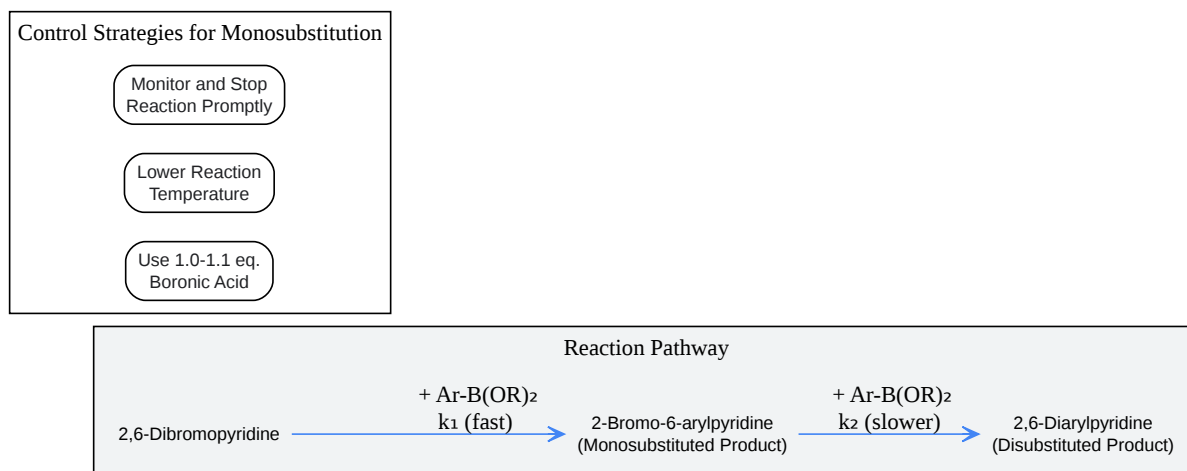 Control Strategies for Monosubstitution
Monitor and Stop
Reaction Promptly
Lower Reaction
Temperature
Use 1.0-1.1 eq.
Boronic Acid
Reaction Pathway
2,6-Dibromopyridine
+ Ar-B(OR)₂
k₁ (fast)
2-Bromo-6-arylpyridine
(Monosubstituted Product)
+ Ar-B(OR)₂
k₂ (slower)
2,6-Diarylpyridine
(Disubstituted Product)